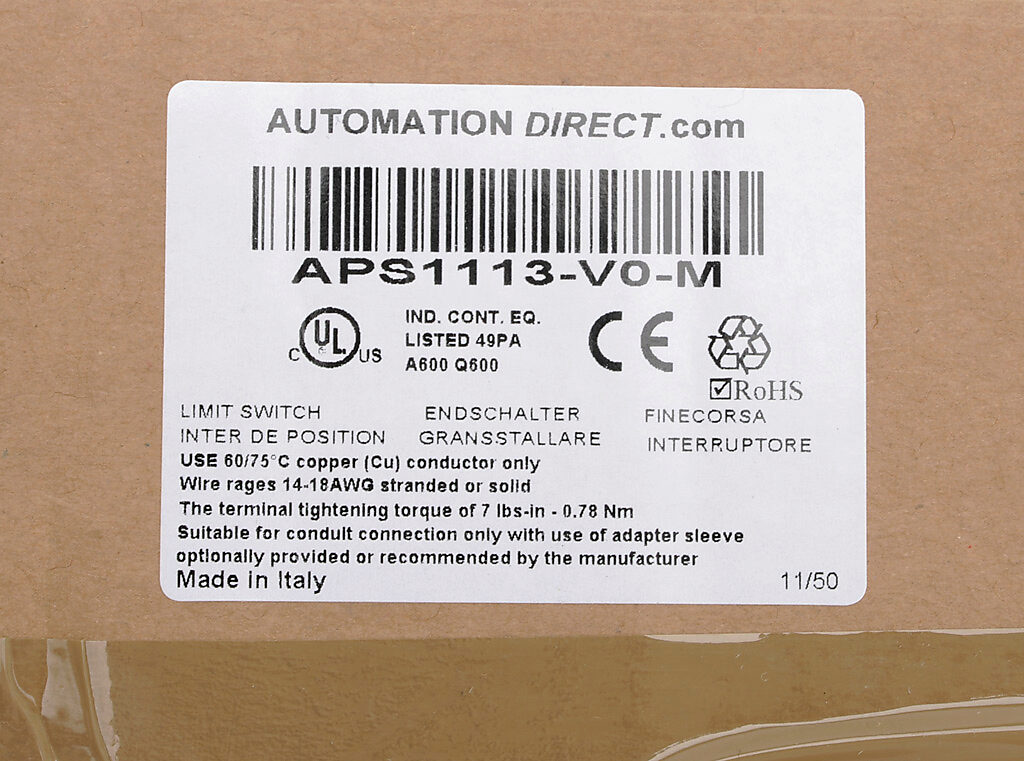 AUTOMATION DIRECT.com
APS1113-V0-M
C UL US
IND. CONT. EQ.
LISTED 49PA
A600 Q600
CE
RoHS
LIMIT SWITCH ENDSCHALTER FINECORSA
INTER DE POSITION GRANSSTALLARE INTERRUPTORE
USE 60/75°C copper (Cu) conductor only
Wire rages 14-18AWG stranded or solid
The terminal tightening torque of 7 lbs-in - 0.78 Nm
Suitable for conduit connection only with use of adapter sleeve
optionally provided or recommended by the manufacturer
Made in Italy 11/50